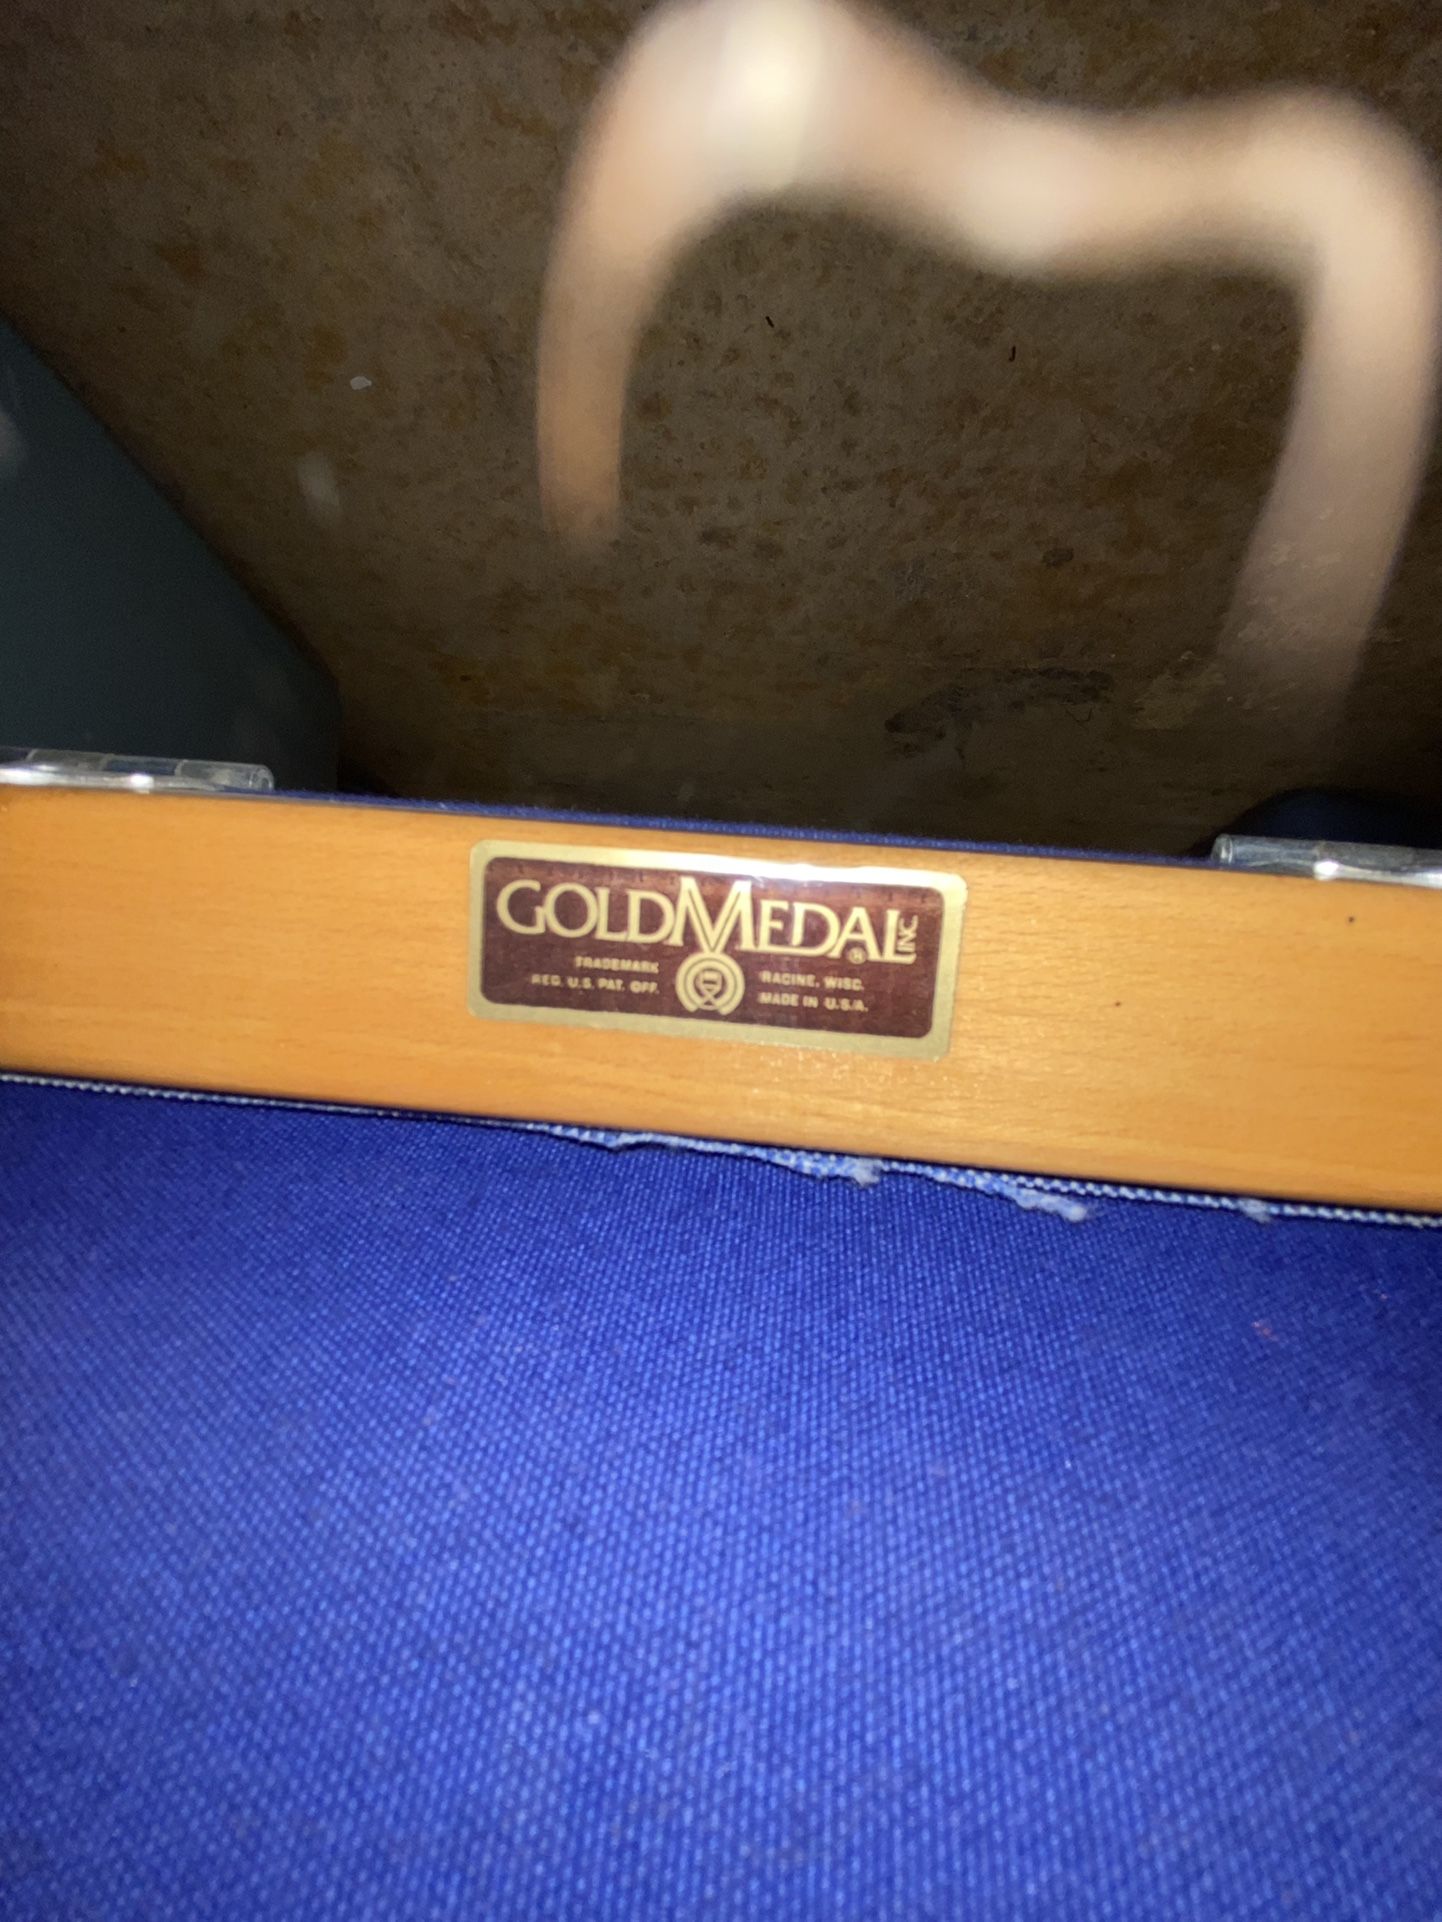 GOLDMEDAL INC.
®
TRADEMARK
REG. U.S. PAT. OFF.
RACINE, WISC.
MADE IN U.S.A.